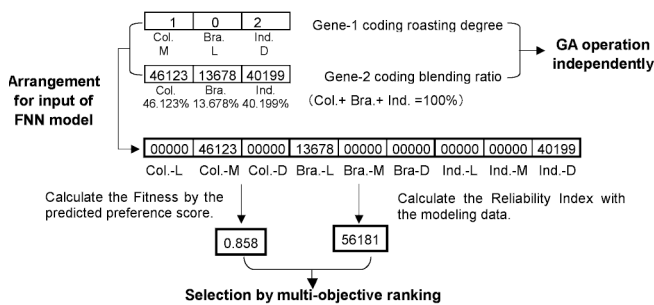 1 0 2
Col. Bra. Ind.
M L D
Gene-1 coding roasting degree
GA operation
independently
Arrangement
for input of
FNN model
46123 13678 40199
Col. Bra. Ind.
46.123% 13.678% 40.199%
Gene-2 coding blending ratio
(Col.+ Bra.+ Ind. =100%)
00000 46123 00000 13678 00000 00000 00000 00000 40199
Col.-L Col.-M Col.-D Bra.-L Bra.-M Bra-D Ind.-L Ind.-M Ind.-D
Calculate the Fitness by the
predicted preference score.
Calculate the Reliability Index with
the modeling data.
0.858
56181
Selection by multi-objective ranking